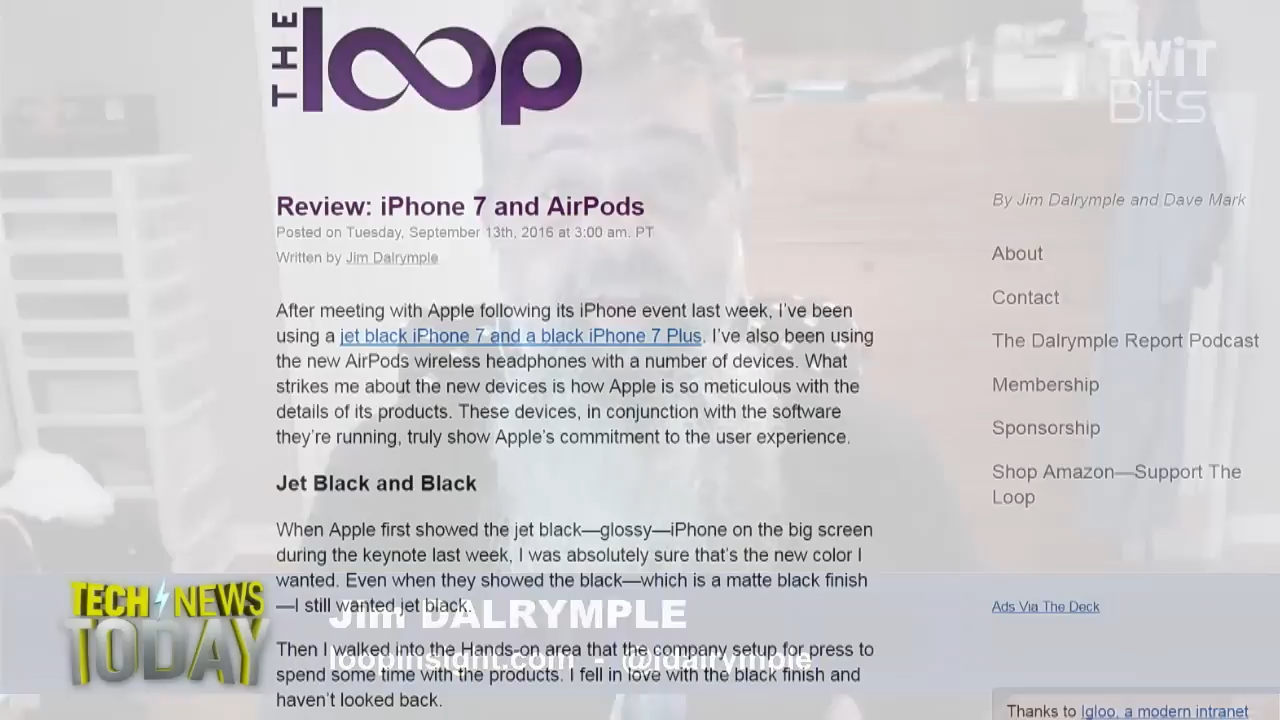 THE loop
TWiT
Bits
Review: iPhone 7 and AirPods
Posted on Tuesday, September 13th, 2016 at 3:00 am. PT
Written by Jim Dalrymple
After meeting with Apple following its iPhone event last week, I've been
using a jet black iPhone 7 and a black iPhone 7 Plus. I've also been using
the new AirPods wireless headphones with a number of devices. What
strikes me about the new devices is how Apple is so meticulous with the
details of its products. These devices, in conjunction with the software
they're running, truly show Apple's commitment to the user experience.
Jet Black and Black
When Apple first showed the jet black—glossy—iPhone on the big screen
during the keynote last week, I was absolutely sure that's the new color I
wanted. Even when they showed the black—which is a matte black finish
—I still wanted jet black.
Then I walked into the Hands-on area that the company setup for press to
spend some time with the products. I fell in love with the black finish and
haven't looked back.
By Jim Dalrymple and Dave Mark
About
Contact
The Dalrymple Report Podcast
Membership
Sponsorship
Shop Amazon—Support The
Loop
Ads Via The Deck
Thanks to Igloo, a modern intranet
TECH NEWS
TODAY
Jim DALRYMPLE
loopinsight.com - @jdalrymple